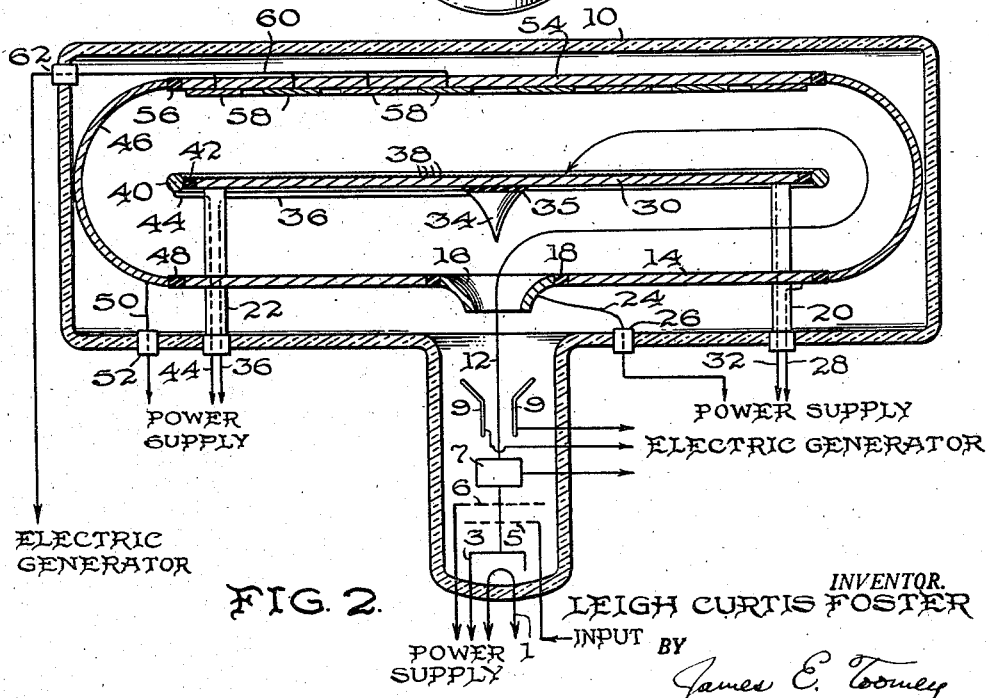 60
54
10
62
56
58
58
46
42
38
40
44
36
34
35
30
48
16
18
14
50
22
24
26
20
12
52
44
36
32
28
9
9
POWER SUPPLY
POWER
SUPPLY
ELECTRIC GENERATOR
7
6
3
5
ELECTRIC
GENERATOR
FIG. 2.
INVENTOR.
LEIGH CURTIS FOSTER
1
INPUT
BY
POWER
SUPPLY
James E. Toomey